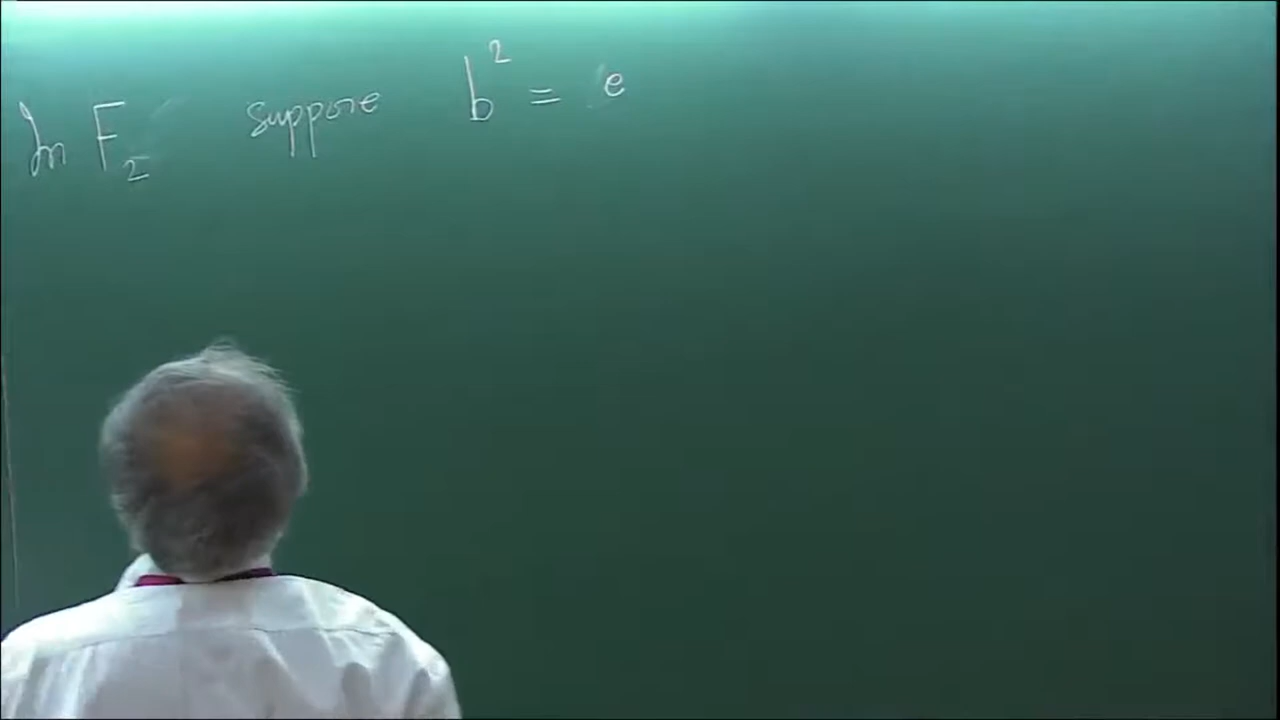 In F₂ suppose b² = e